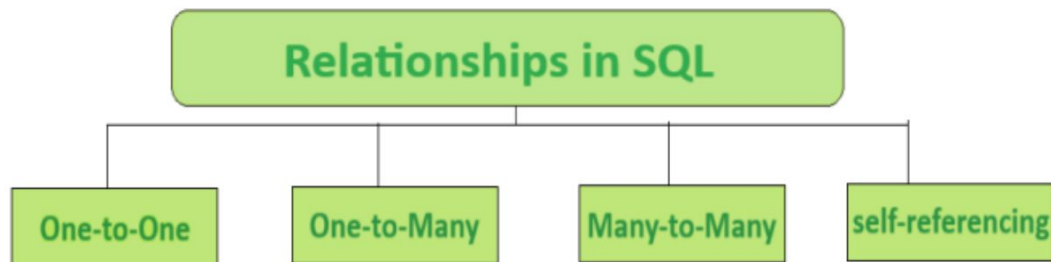 Relationships in SQL
One-to-One
One-to-Many
Many-to-Many
self-referencing